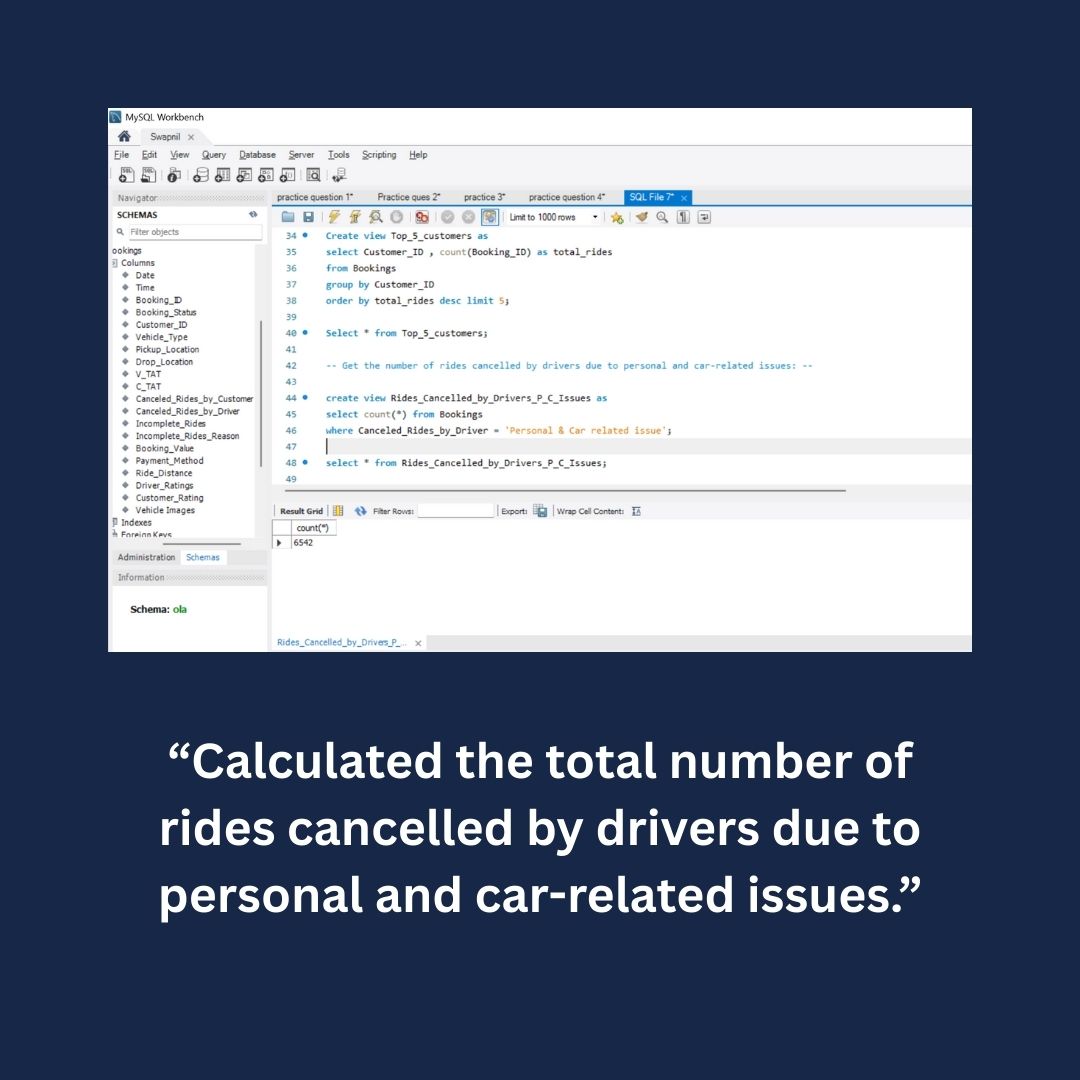 MySQL Workbench
Swapnil
File Edit View Query Database Server Tools Scripting Help
Navigator
SCHEMAS
Filter objects
ookings
Columns
Date
Time
Booking_ID
Booking_Status
Customer_ID
Vehicle_Type
Pickup_Location
Drop_Location
V_TAT
C_TAT
Canceled_Rides_by_Customer
Canceled_Rides_by_Driver
Incomplete_Rides
Incomplete_Rides_Reason
Booking_Value
Payment_Method
Ride_Distance
Driver_Ratings
Customer_Rating
Vehicle Images
Indexes
Foreign Keys
Administration Schemas
Information
Schema: ola
practice question 1* Practice ques 2* practice 3* practice question 4* SQL File 7*
Limit to 1000 rows
34 Create view Top_5_customers as
35 select Customer_ID , count(Booking_ID) as total_rides
36 from Bookings
37 group by Customer_ID
38 order by total_rides desc limit 5;
39
40 Select * from Top_5_customers;
41
42 -- Get the number of rides cancelled by drivers due to personal and car-related issues: --
43
44 create view Rides_Cancelled_by_Drivers_P_C_Issues as
45 select count(*) from Bookings
46 where Canceled_Rides_by_Driver = 'Personal & Car related issue';
47
48 select * from Rides_Cancelled_by_Drivers_P_C_Issues;
49
Result Grid Filter Rows: Export: Wrap Cell Content:
count(*)
6542
Rides_Cancelled_by_Drivers_P_...
“Calculated the total number of
rides cancelled by drivers due to
personal and car-related issues.”